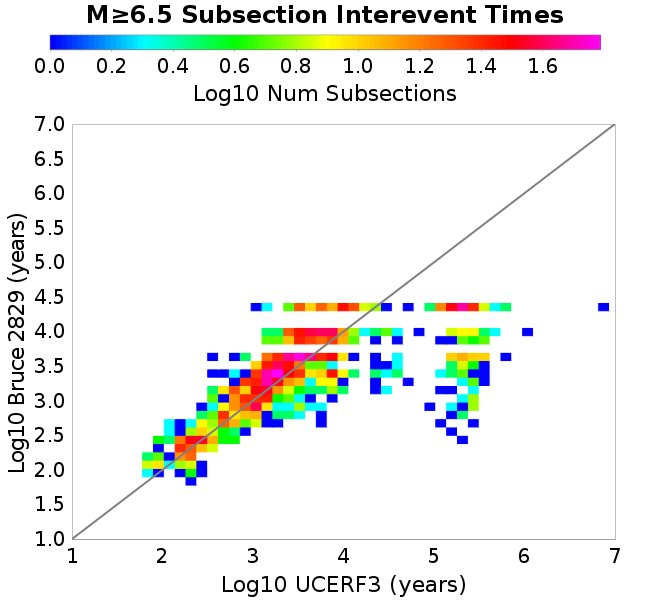 M≥6.5 Subsection Interevent Times
0.0 0.2 0.4 0.6 0.8 1.0 1.2 1.4 1.6
Log10 Num Subsections
Log10 Bruce 2829 (years)
7.0
6.5
6.0
5.5
5.0
4.5
4.0
3.5
3.0
2.5
2.0
1.5
1.0
1 2 3 4 5 6 7
Log10 UCERF3 (years)